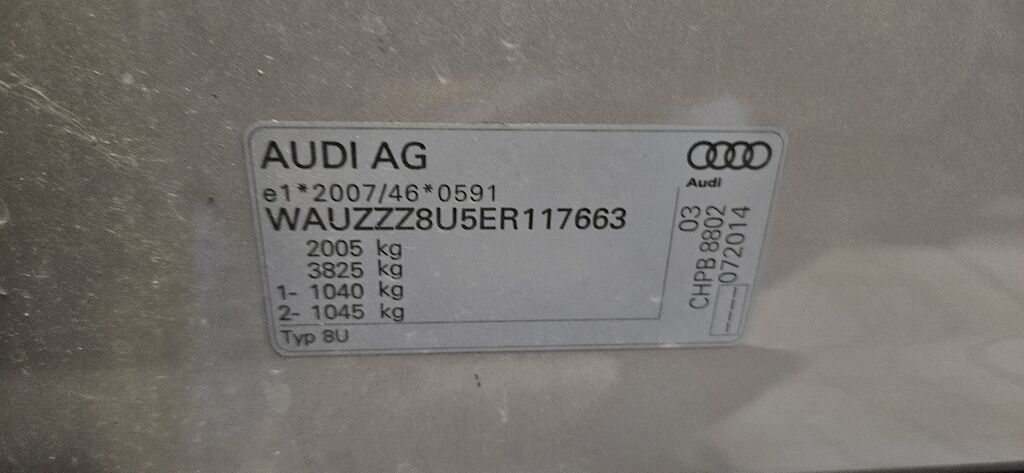 AUDI AG
e1*2007/46*0591
WAUZZZ8U5ER117663
2005 kg
3825 kg
1- 1040 kg
2- 1045 kg
Typ 8U
Audi
03
CHPB 8802
----072014